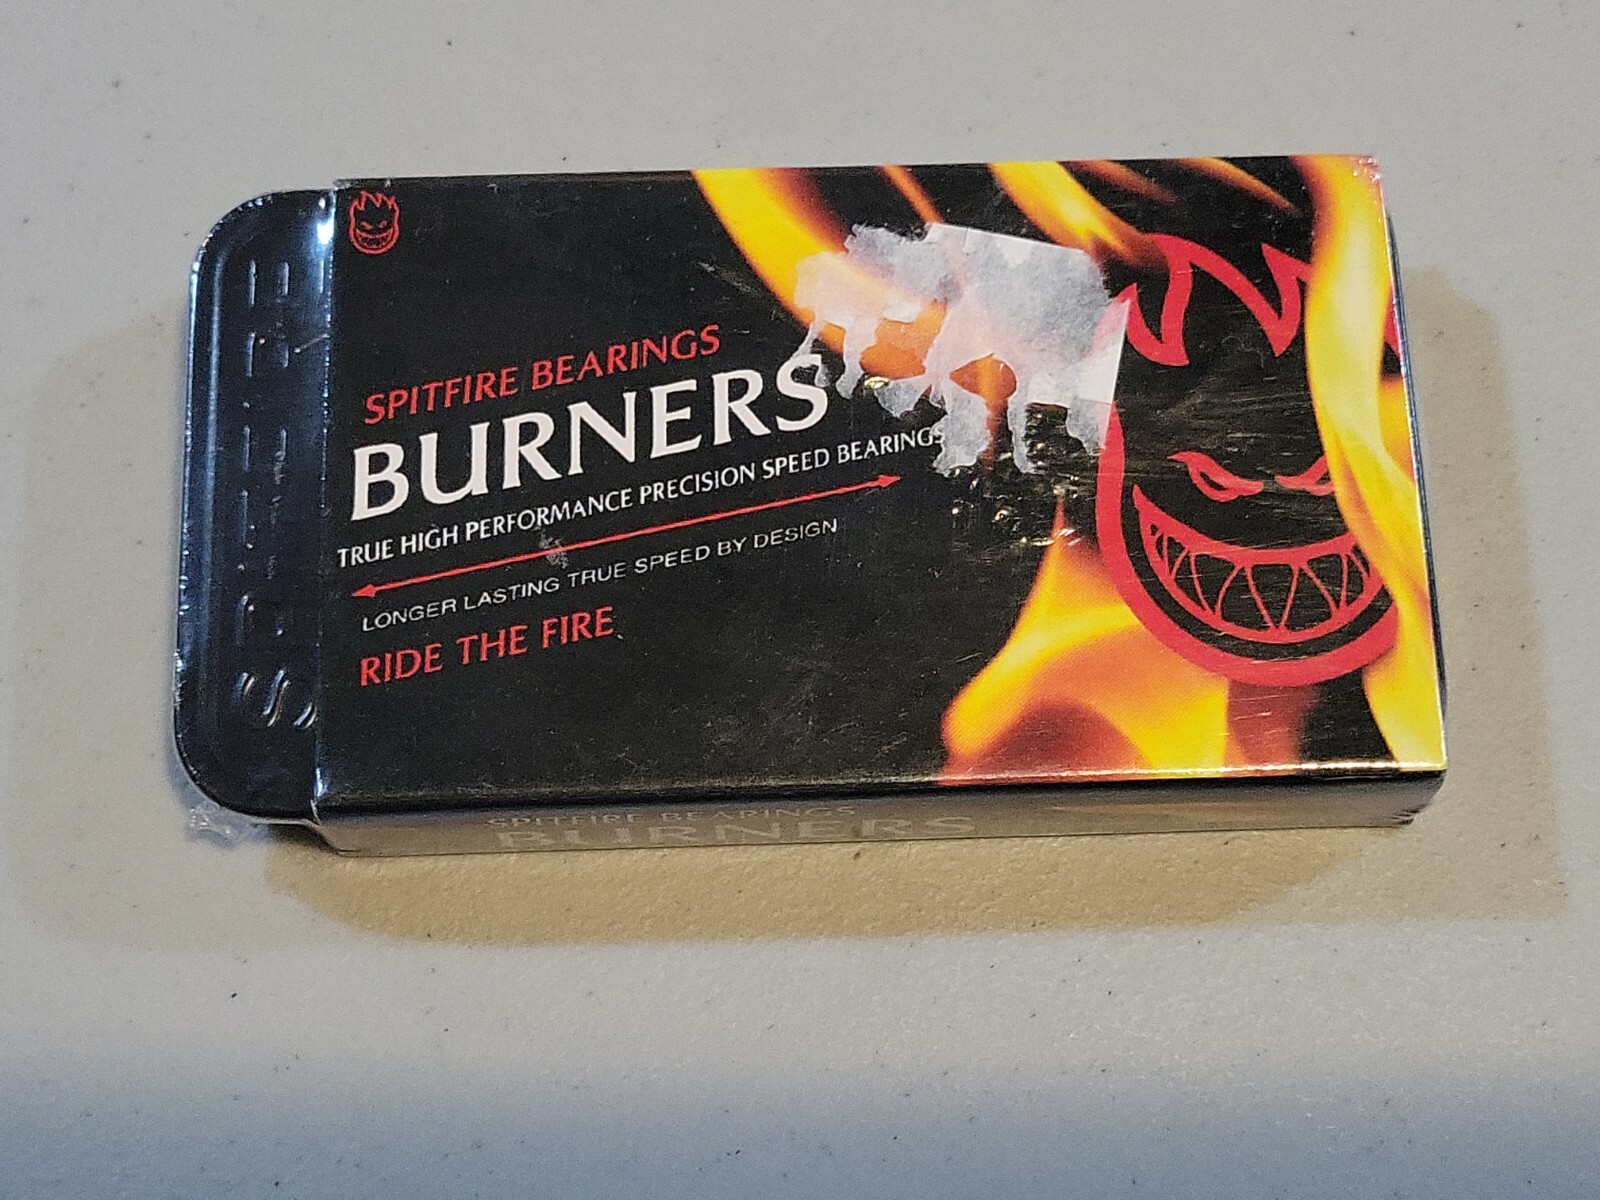 SPITFIRE BEARINGS
BURNERS
TRUE HIGH PERFORMANCE PRECISION SPEED BEARINGS
LONGER LASTING TRUE SPEED BY DESIGN
RIDE THE FIRE
SPITFIRE
SPITFIRE BEARINGS
BURNERS